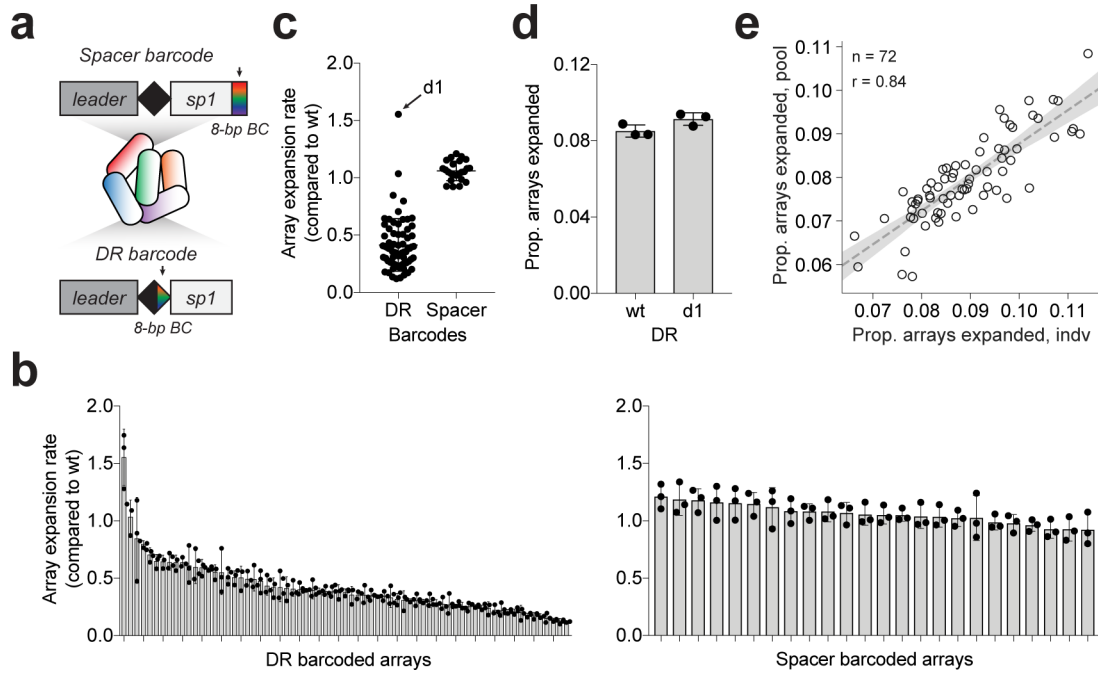 a
Spacer barcode
leader
sp1
8-bp BC
DR barcode
leader
sp1
8-bp BC
c
Array expansion rate
(compared to wt)
2.0
1.5
1.0
0.5
0.0
d1
DR
Spacer
Barcodes
d
Prop. arrays expanded
0.12
0.08
0.04
0.00
wt
d1
DR
e
Prop. arrays expanded, pool
0.11
0.10
0.09
0.08
0.07
0.06
n = 72
r = 0.84
0.07
0.08
0.09
0.10
0.11
Prop. arrays expanded, indv
b
Array expansion rate
(compared to wt)
2.0
1.5
1.0
0.5
0.0
DR barcoded arrays
2.0
1.5
1.0
0.5
0.0
Spacer barcoded arrays